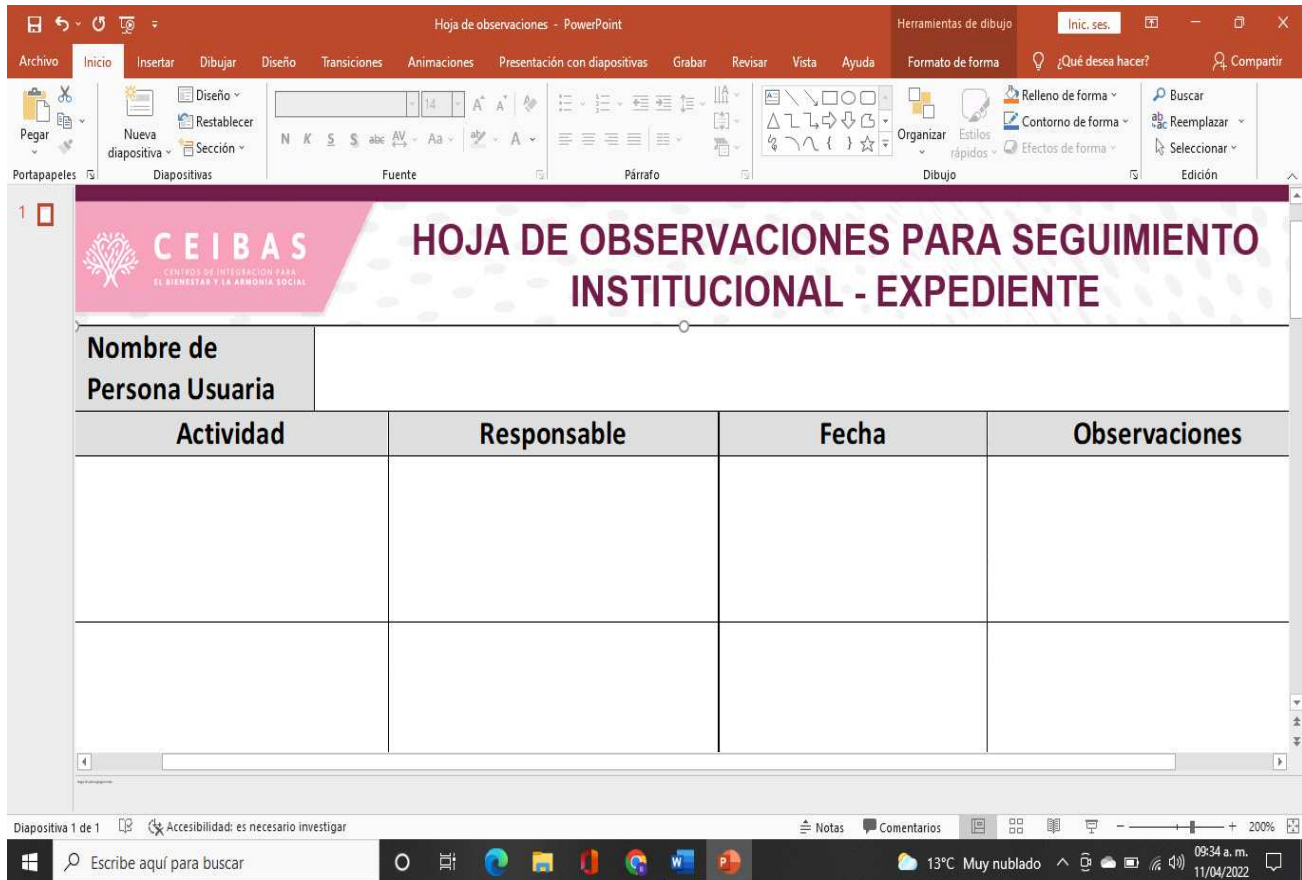 Hoja de observaciones - PowerPoint
Herramientas de dibujo
Inic. ses.
Archivo Inicio Insertar Dibujar Diseño Transiciones Animaciones Presentación con diapositivas Grabar Revisar Vista Ayuda Formato de forma ¿Qué desea hacer? Compartir
Pegar
Portapapeles
Nueva diapositiva
Diseño
Restablecer
Sección
Diapositivas
14
N K S S abc AV Aa A
Fuente
Párrafo
Organizar
Estilos rápidos
Relleno de forma
Contorno de forma
Efectos de forma
Dibujo
Buscar
Reemplazar
Seleccionar
Edición
1
CEIBAS
CENTROS DE INTEGRACIÓN PARA
EL BIENESTAR Y LA ARMONÍA SOCIAL
HOJA DE OBSERVACIONES PARA SEGUIMIENTO
INSTITUCIONAL - EXPEDIENTE
Nombre de
Persona Usuaria
Actividad Responsable Fecha Observaciones
Diapositiva 1 de 1 Accesibilidad: es necesario investigar Notas Comentarios 200%
Escribe aquí para buscar
13°C Muy nublado
09:34 a. m.
11/04/2022